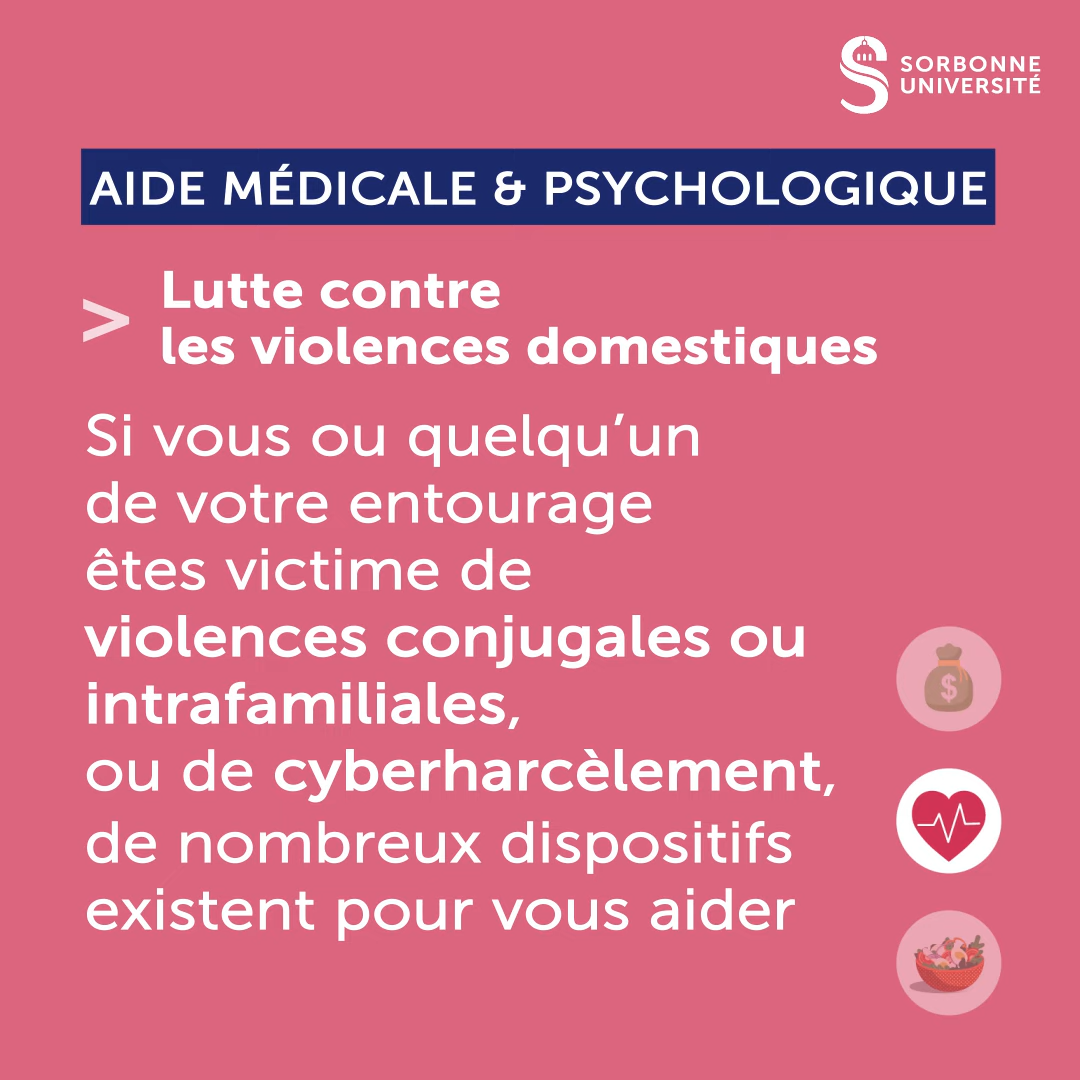 SORBONNE
UNIVERSITÉ
AIDE MÉDICALE & PSYCHOLOGIQUE
> Lutte contre
les violences domestiques
Si vous ou quelqu’un
de votre entourage
êtes victime de
violences conjugales ou
intrafamiliales,
ou de cyberharcèlement,
de nombreux dispositifs
existent pour vous aider
$